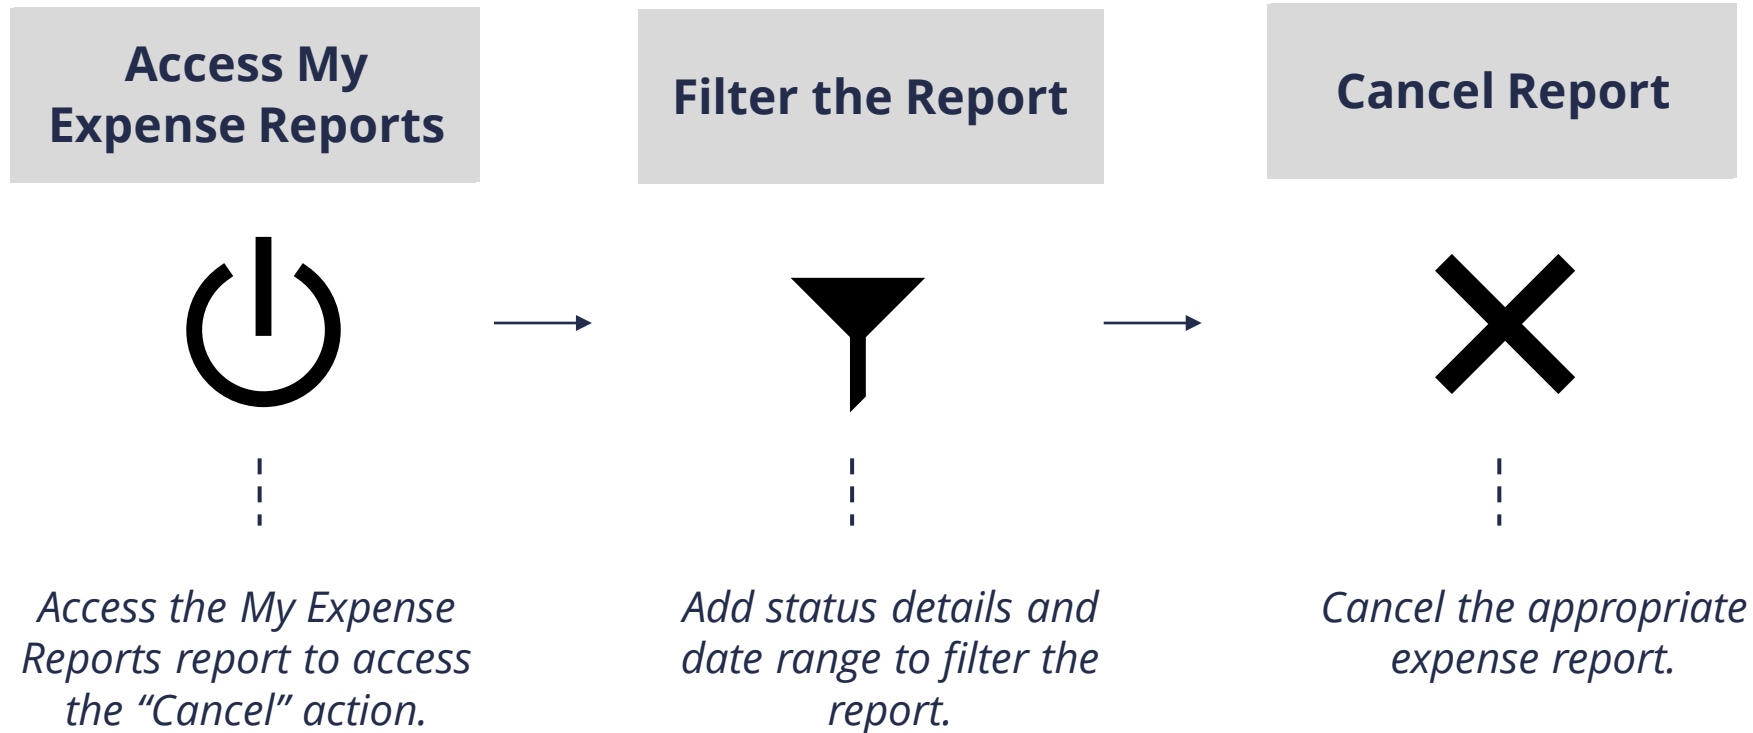 Access My
Expense Reports
Filter the Report
Cancel Report
Access the My Expense
Reports report to access
the “Cancel” action.
Add status details and
date range to filter the
report.
Cancel the appropriate
expense report.